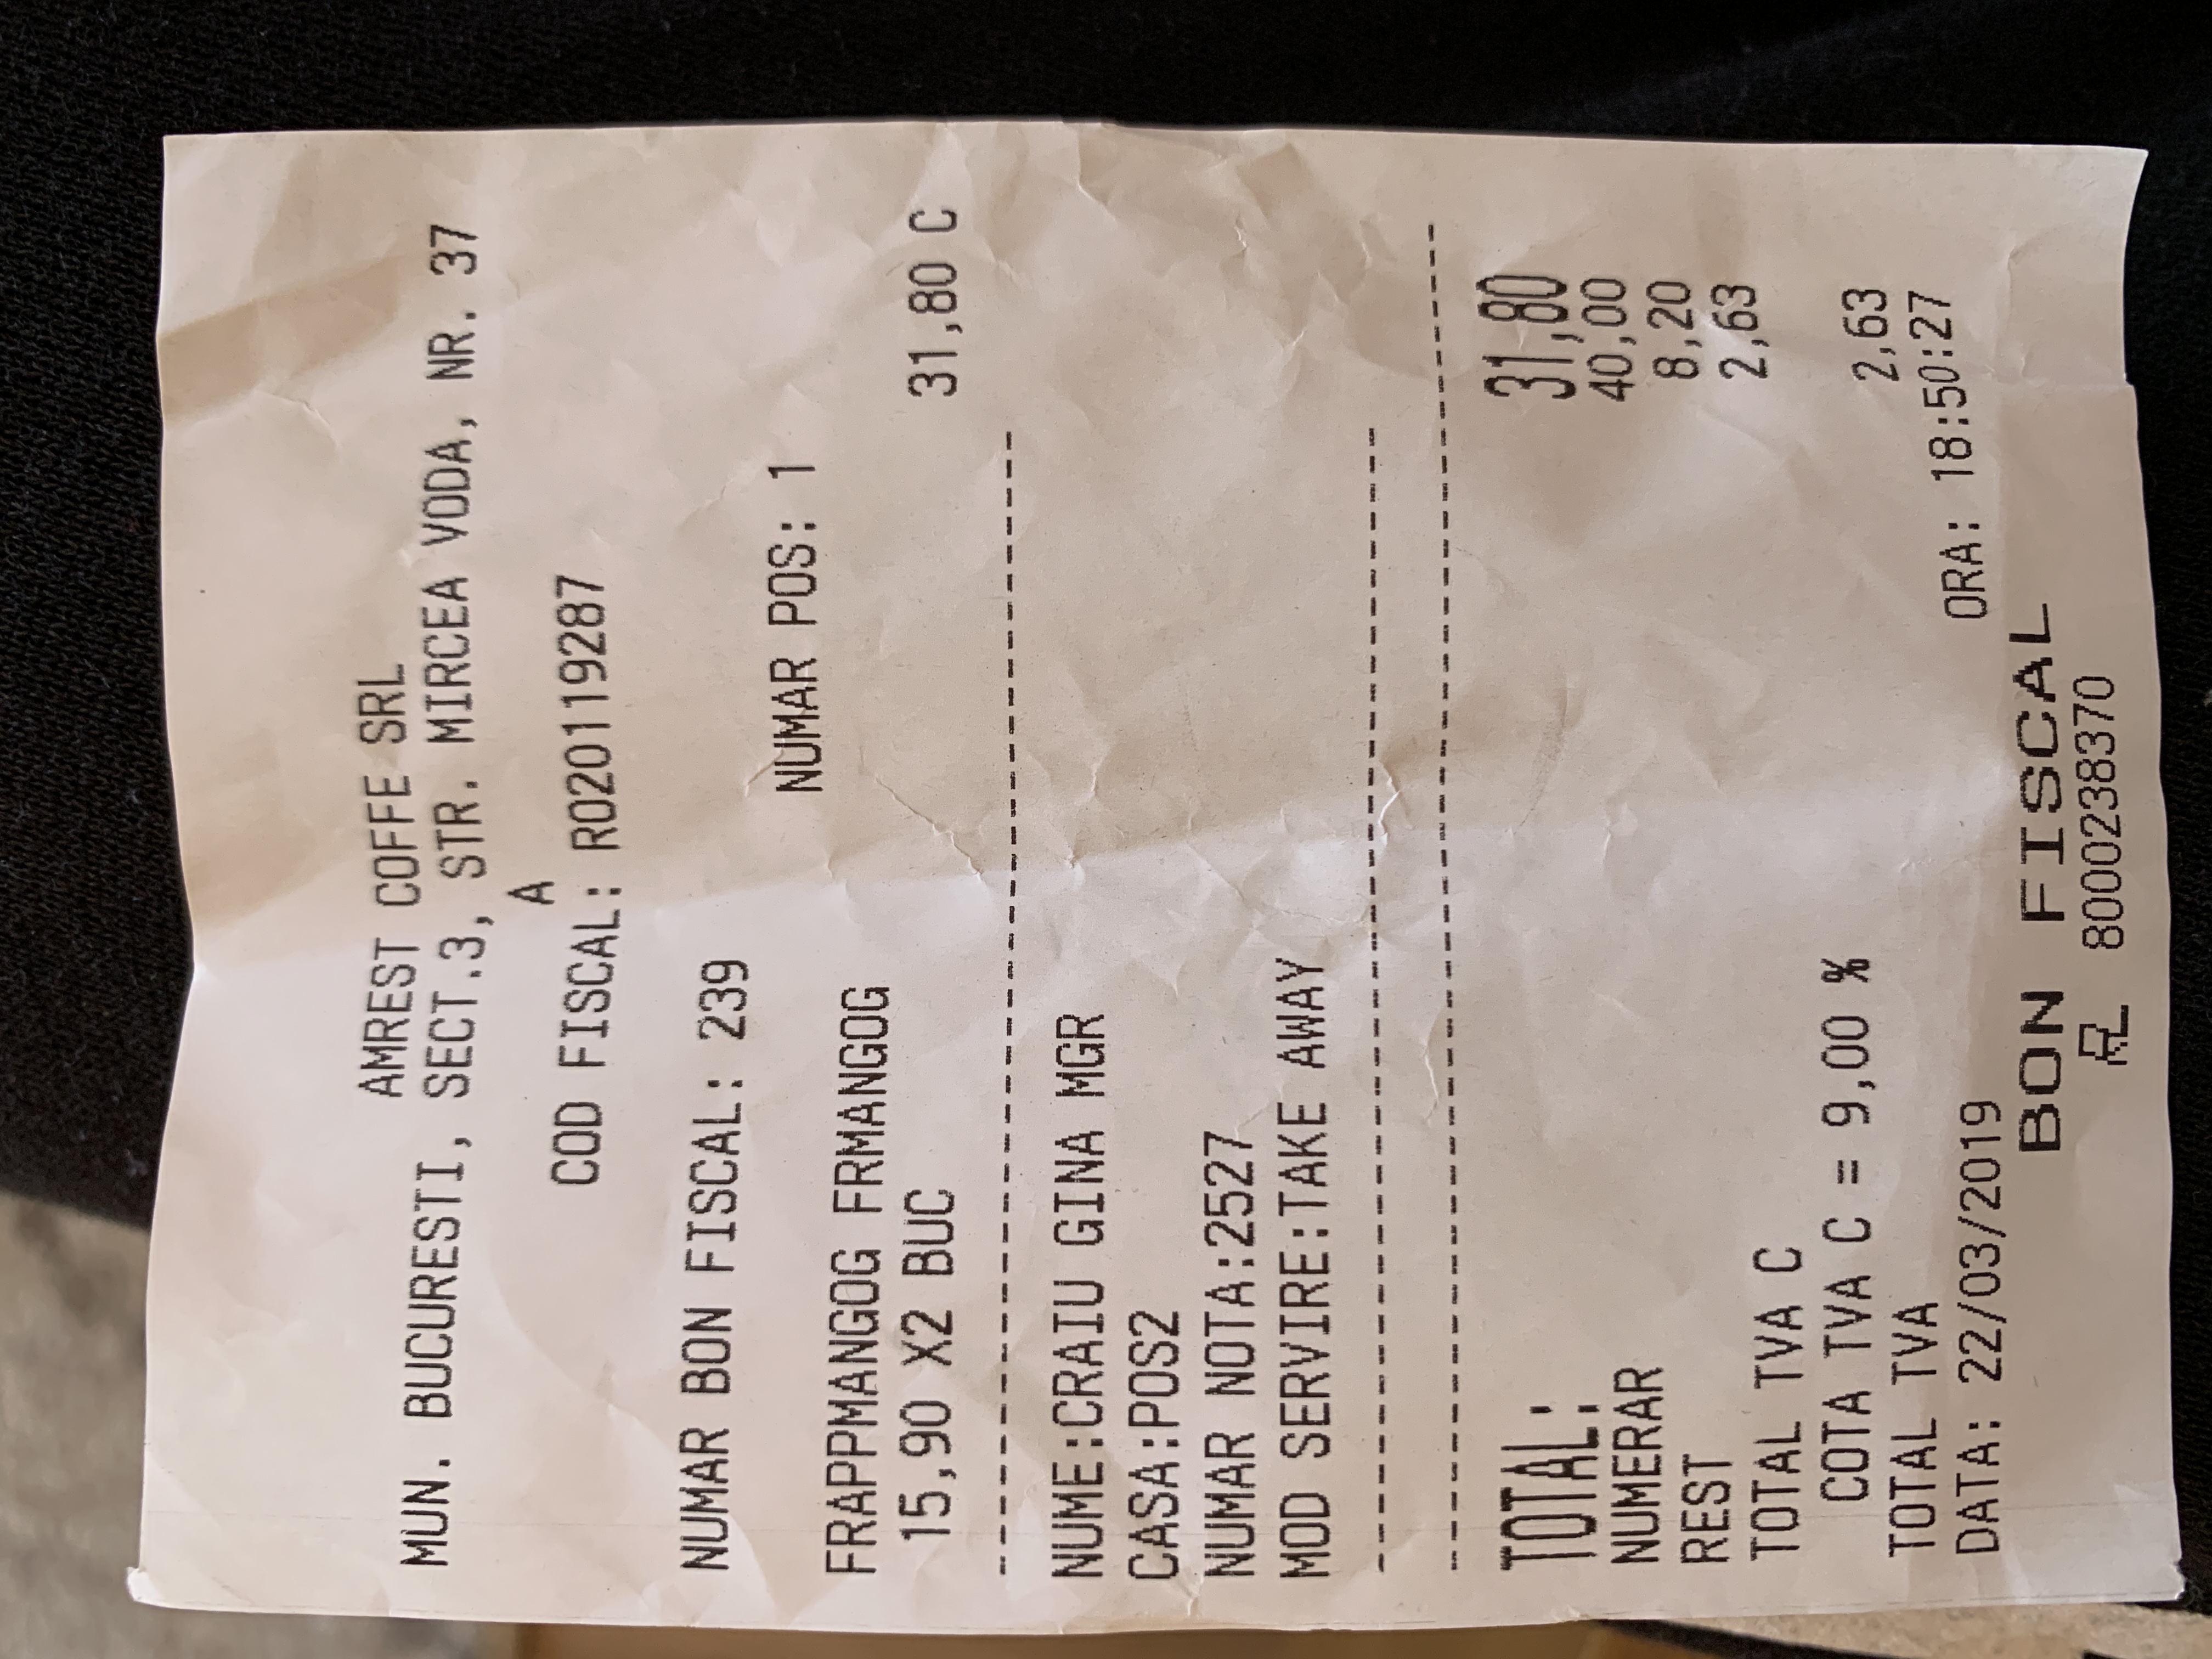 AMREST COFFE SRL
MUN. BUCURESTI, SECT.3, STR. MIRCEA VODA, NR. 37
A
COD FISCAL: RO20119287
NUMAR BON FISCAL: 239
NUMAR POS: 1
FRAPPMANGOG FRMANGOG
15,90 X2 BUC 31,80 C
------------------------------------------
NUME:CRAIU GINA MGR
CASA:POS2
NUMAR NOTA:2527
MOD SERVIRE:TAKE AWAY
------------------------------------------
------------------------------------------------
TOTAL: 31,80
NUMERAR 40,00
REST 8,20
TOTAL TVA C 2,63
COTA TVA C = 9,00 %
TOTAL TVA 2,63
DATA: 22/03/2019 ORA: 18:50:27
BON FISCAL
8000238370